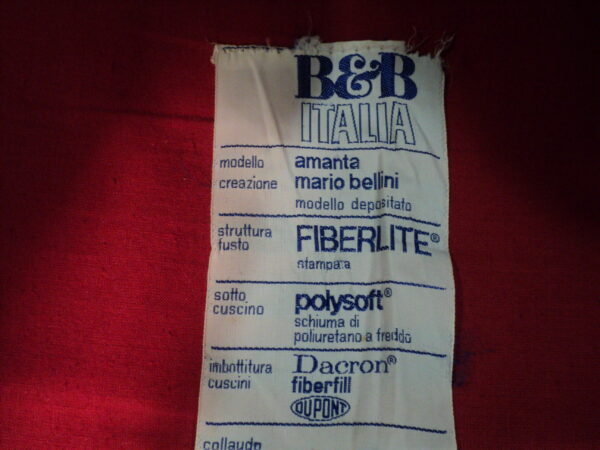 B&B
ITALIA
modello amanta
creazione mario bellini
modello depositato
struttura fusto FIBERLITE®
stampata
sotto cuscino polysoft®
schiuma di
poliuretano a freddo
imbottitura Dacron®
cuscini fiberfill
DUPONT
collaudo